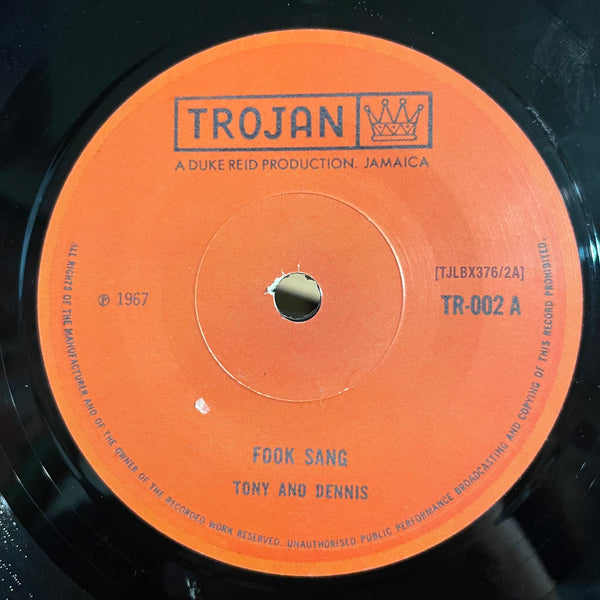 TROJAN
A DUKE REID PRODUCTION. JAMAICA
[TJLBX376/2A]
℗ 1967
TR-002 A
FOOK SANG
TONY AND DENNIS
ALL RIGHTS OF THE MANUFACTURER AND OF THE OWNER OF THE RECORDED WORK RESERVED. UNAUTHORISED PUBLIC PERFORMANCE BROADCASTING AND COPYING OF THIS RECORD PROHIBITED.